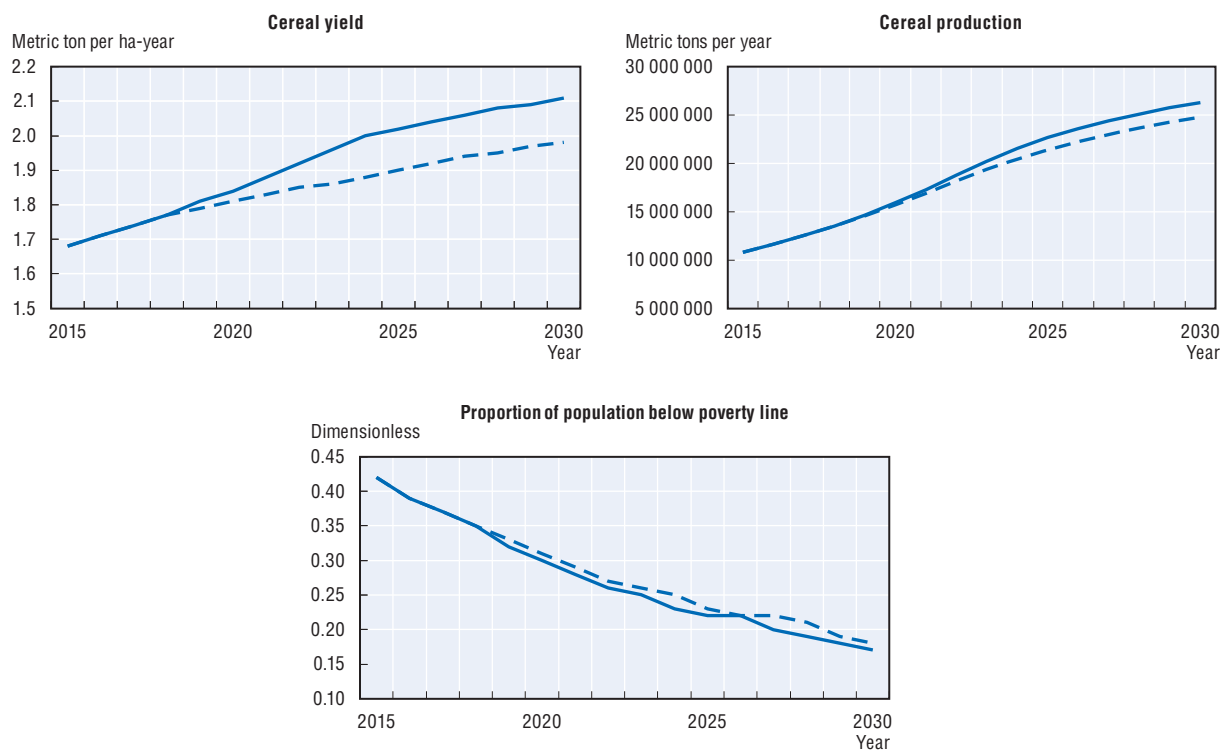 Cereal yield
Metric ton per ha-year
2.2
2.1
2.0
1.9
1.8
1.7
1.6
1.5
2015 2020 2025 2030
Year
Cereal production
Metric tons per year
30 000 000
25 000 000
20 000 000
15 000 000
10 000 000
5 000 000
2015 2020 2025 2030
Year
Proportion of population below poverty line
Dimensionless
0.45
0.40
0.35
0.30
0.25
0.20
0.15
0.10
2015 2020 2025 2030
Year